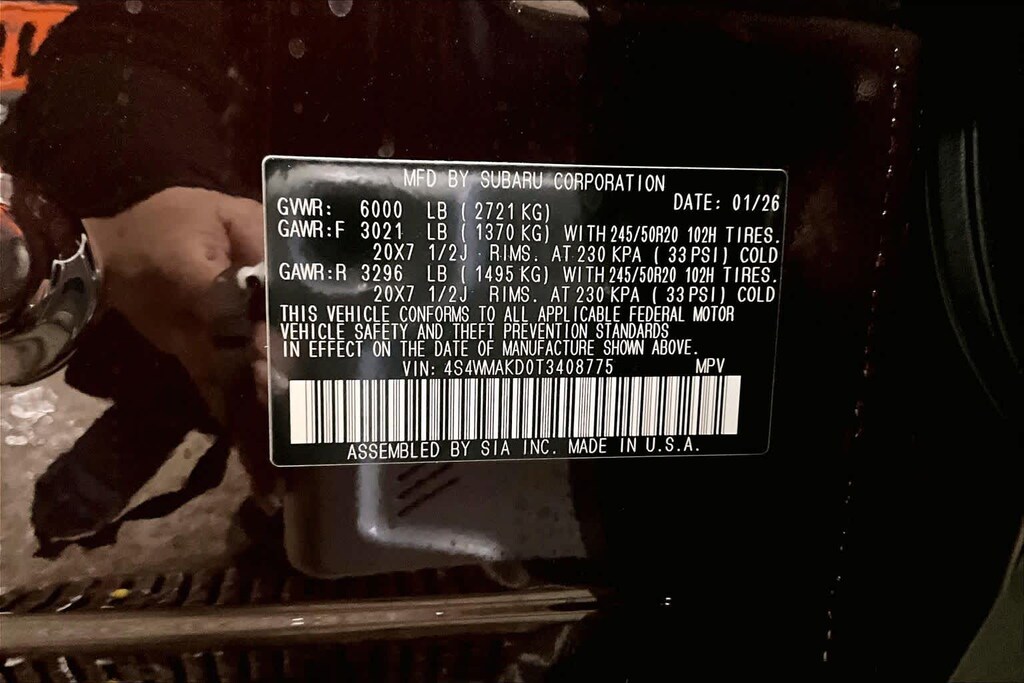 MFD BY SUBARU CORPORATION
DATE: 01/26
GVWR: 6000 LB ( 2721 KG)
GAWR:F 3021 LB ( 1370 KG) WITH 245/50R20 102H TIRES.
20X7 1/2J RIMS. AT 230 KPA ( 33 PSI) COLD
GAWR:R 3296 LB ( 1495 KG) WITH 245/50R20 102H TIRES.
20X7 1/2J RIMS. AT 230 KPA ( 33 PSI) COLD
THIS VEHICLE CONFORMS TO ALL APPLICABLE FEDERAL MOTOR
VEHICLE SAFETY AND THEFT PREVENTION STANDARDS
IN EFFECT ON THE DATE OF MANUFACTURE SHOWN ABOVE.
VIN: 4S4WMAKD0T3408775 MPV
ASSEMBLED BY SIA INC. MADE IN U.S.A.